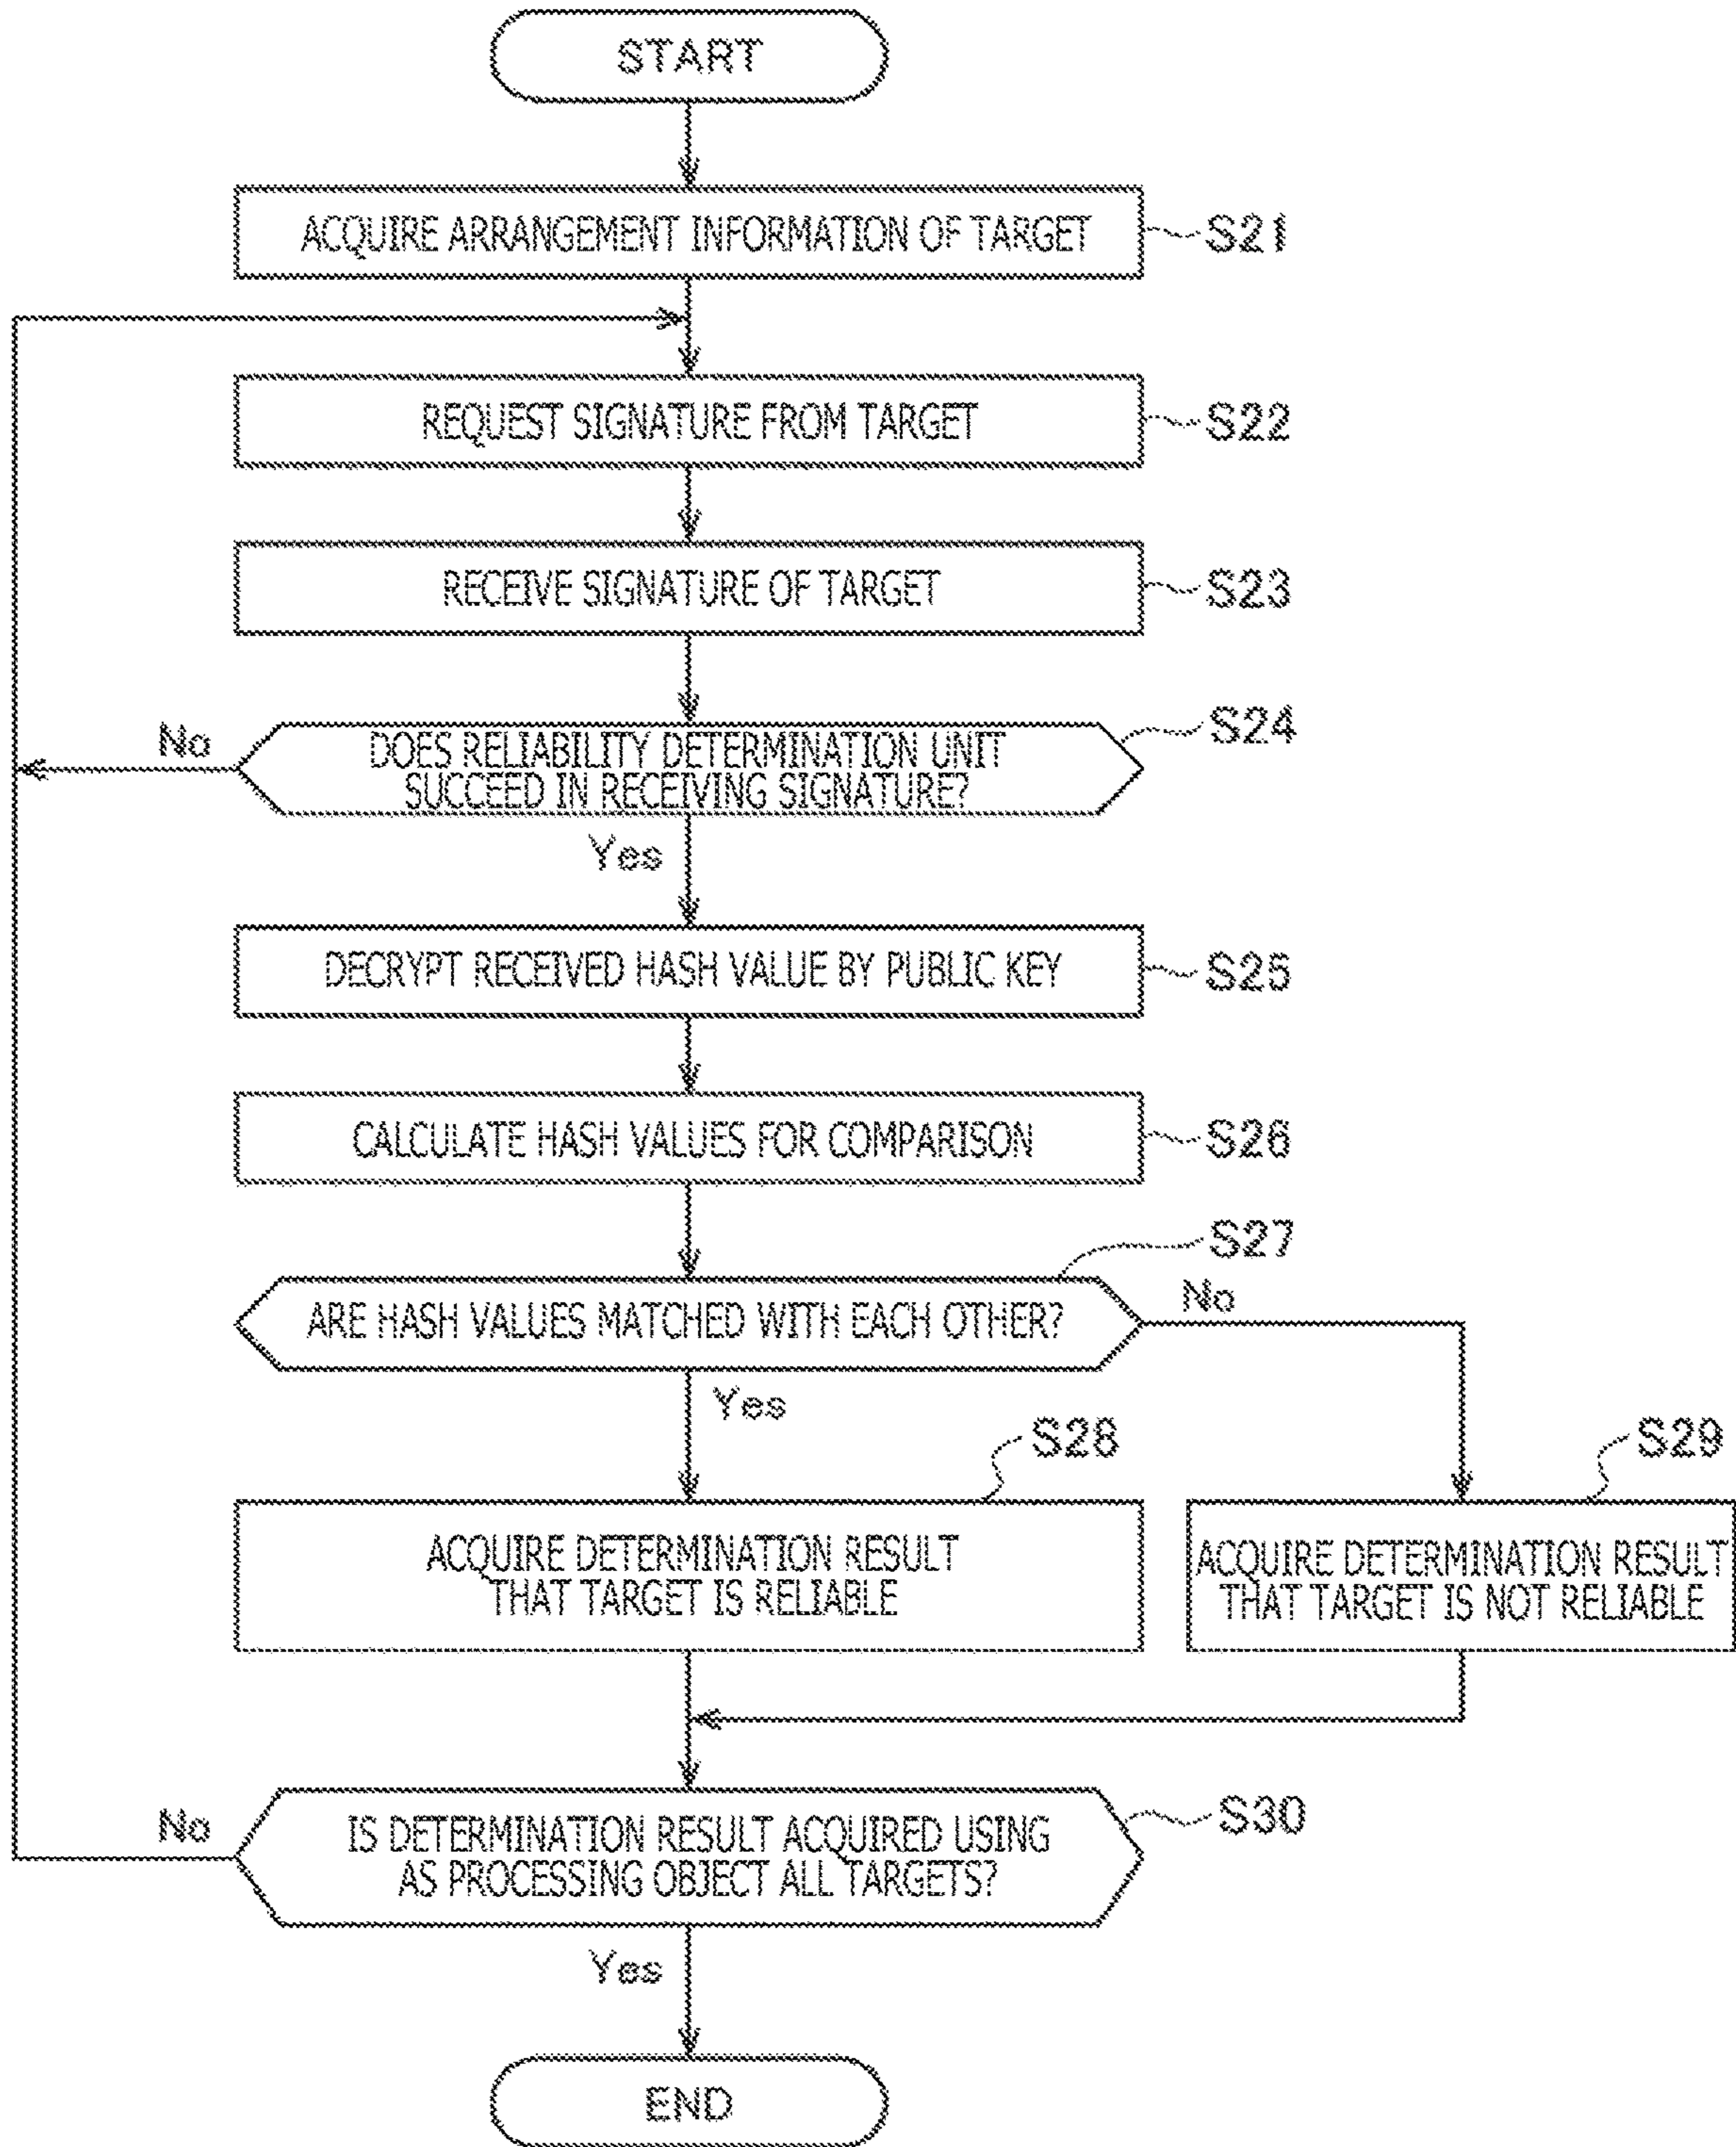 START
ACQUIRE ARRANGEMENT INFORMATION OF TARGET
S21
REQUEST SIGNATURE FROM TARGET
S22
RECEIVE SIGNATURE OF TARGET
S23
S24
No
DOES RELIABILITY DETERMINATION UNIT
SUCCEED IN RECEIVING SIGNATURE?
Yes
DECRYPT RECEIVED HASH VALUE BY PUBLIC KEY
S25
CALCULATE HASH VALUES FOR COMPARISON
S26
S27
ARE HASH VALUES MATCHED WITH EACH OTHER?
No
Yes
S28
S29
ACQUIRE DETERMINATION RESULT
THAT TARGET IS RELIABLE
ACQUIRE DETERMINATION RESULT
THAT TARGET IS NOT RELIABLE
No
IS DETERMINATION RESULT ACQUIRED USING
AS PROCESSING OBJECT ALL TARGETS?
S30
Yes
END